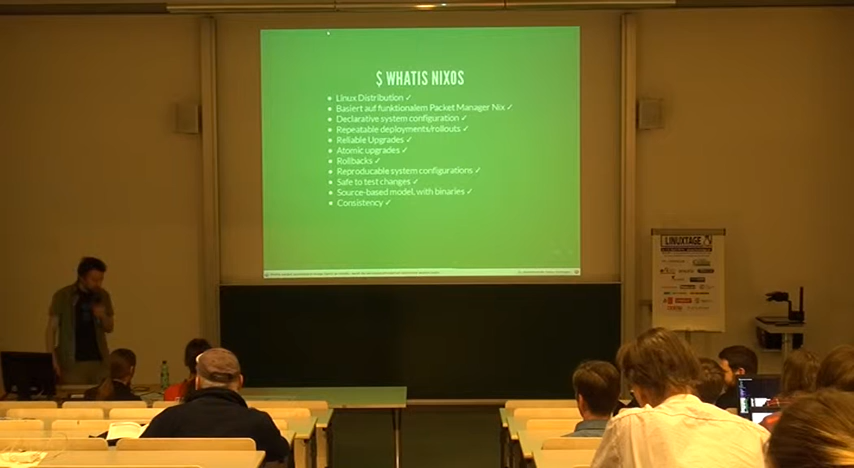 $ WHATIS NIXOS
• Linux Distribution ✓
• Basiert auf funktionalem Packet Manager Nix ✓
• Declarative system configuration ✓
• Repeatable deployments/rollouts ✓
• Reliable Upgrades ✓
• Atomic upgrades ✓
• Rollbacks ✓
• Reproducable system configurations ✓
• Safe to test changes ✓
• Source-based model, with binaries ✓
• Consistency ✓
LINUXTAGE